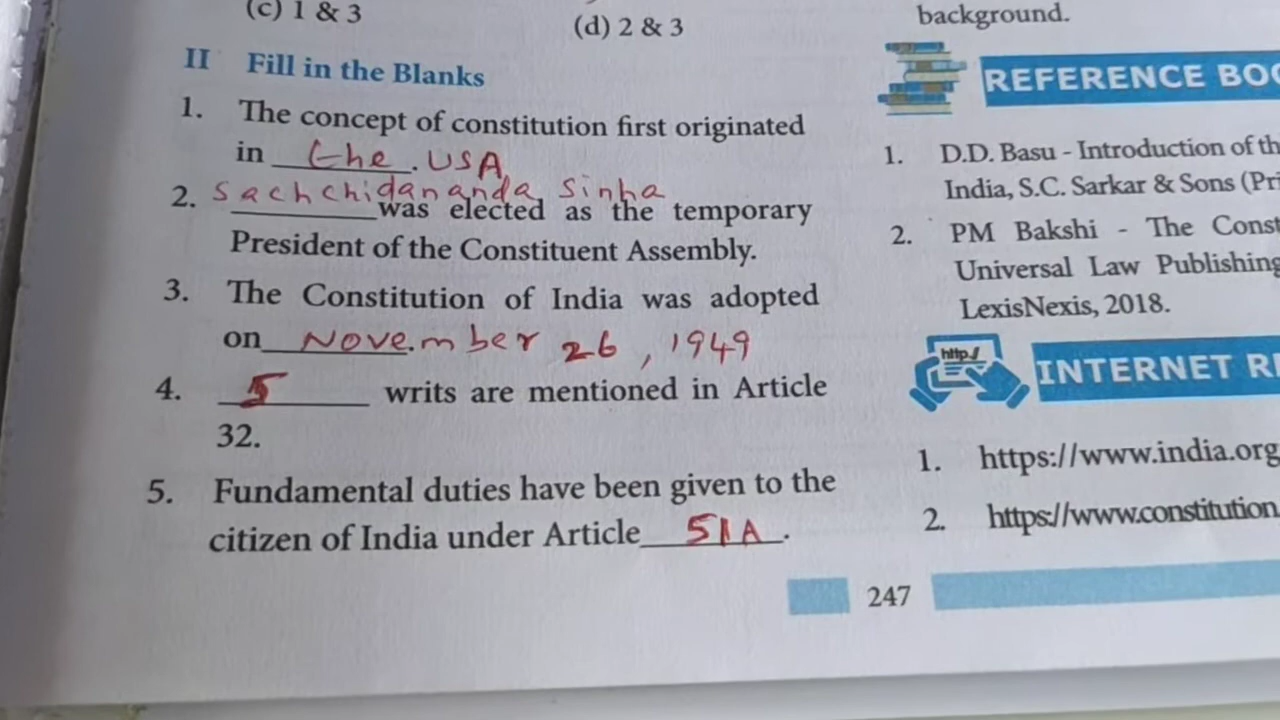 (c) 1 & 3
(d) 2 & 3
II Fill in the Blanks
1. The concept of constitution first originated
in the. USA
2. Sachchidananda Sinha
was elected as the temporary
President of the Constituent Assembly.
3. The Constitution of India was adopted
on November 26, 1949
4. 5 writs are mentioned in Article
32.
5. Fundamental duties have been given to the
citizen of India under Article 51A.
background.
REFERENCE BOO
1. D.D. Basu - Introduction of th
India, S.C. Sarkar & Sons (Pri
2. PM Bakshi - The Const
Universal Law Publishing
LexisNexis, 2018.
http://
INTERNET RE
1. https://www.india.org
2. https://www.constitution.
247